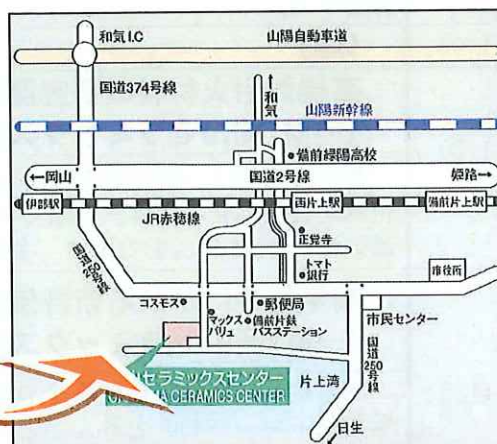 和気I.C
山陽自動車道
国道374号線
和気
山陽新幹線
備前緑陽高校
←岡山
国道2号線
姫路→
伊部駅
JR赤穂線
西片上駅
備前片上駅
正覚寺
国道250号線
トマト
銀行
市役所
コスモス
郵便局
マックス
バリュ
備前片鉄
バスステーション
市民センター
セラミックスセンター
CERAMICS CENTER
片上湾
国道250号線
日生